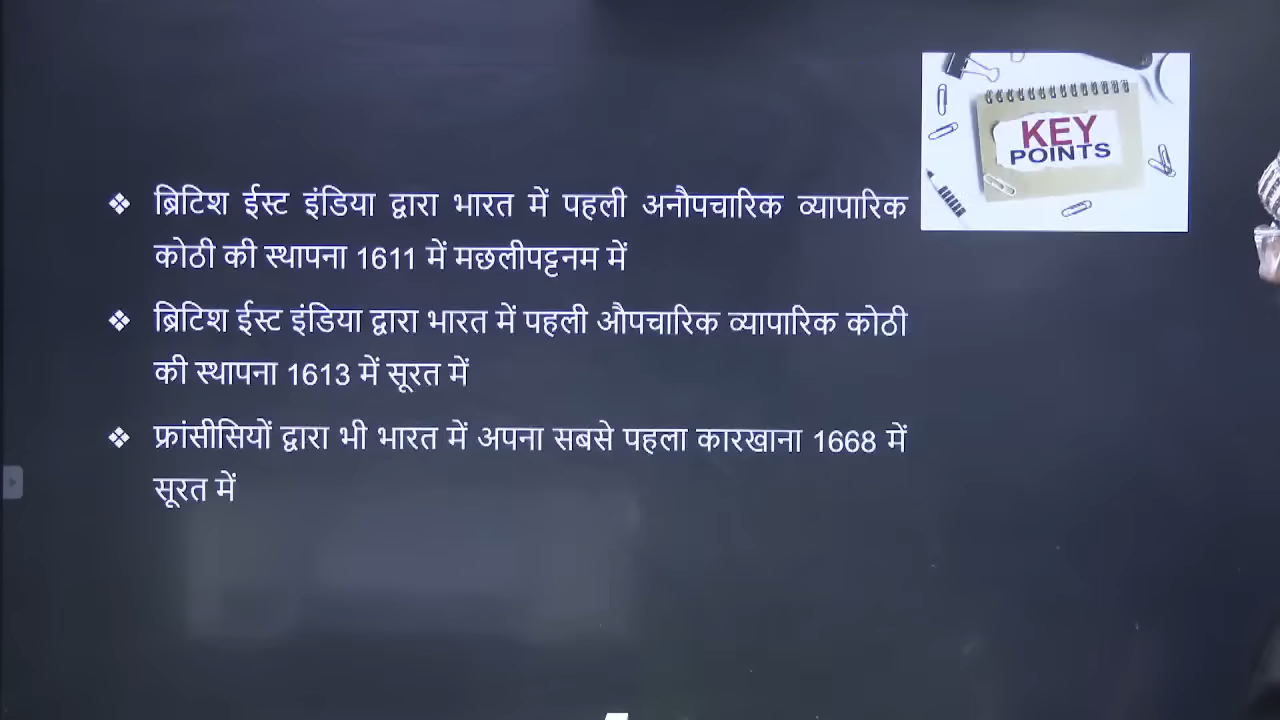 KEY
POINTS
❖ ब्रिटिश ईस्ट इंडिया द्वारा भारत में पहली अनौपचारिक व्यापारिक
कोठी की स्थापना 1611 में मछलीपट्टनम में
❖ ब्रिटिश ईस्ट इंडिया द्वारा भारत में पहली औपचारिक व्यापारिक कोठी
की स्थापना 1613 में सूरत में
❖ फ्रांसीसियों द्वारा भी भारत में अपना सबसे पहला कारखाना 1668 में
सूरत में